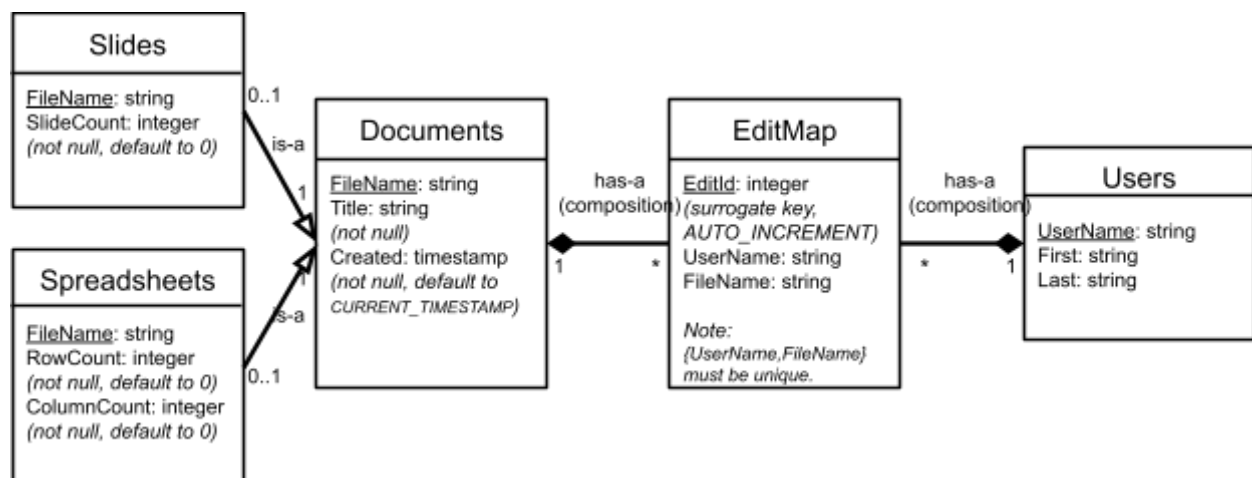 Slides
FileName: string
SlideCount: integer
(not null, default to 0)
0..1
is-a
1
Spreadsheets
FileName: string
RowCount: integer
(not null, default to 0)
ColumnCount: integer
(not null, default to 0)
1
is-a
0..1
Documents
FileName: string
Title: string
(not null)
Created: timestamp
(not null, default to
CURRENT_TIMESTAMP)
has-a
(composition)
1
*
EditMap
EditId: integer
(surrogate key,
AUTO_INCREMENT)
UserName: string
FileName: string
Note:
{UserName,FileName}
must be unique.
has-a
(composition)
*
1
Users
UserName: string
First: string
Last: string